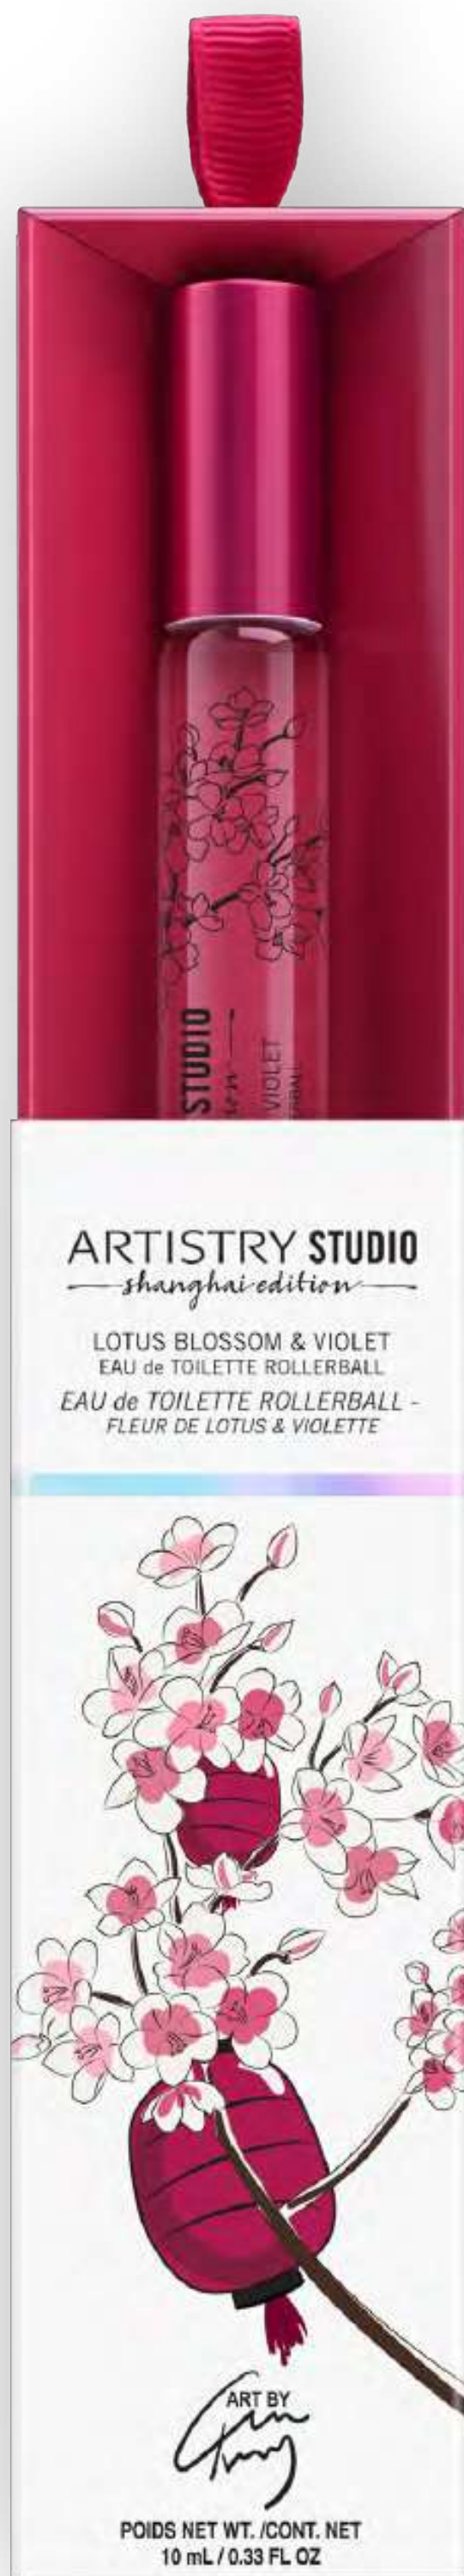 STUDIO
VIOLET
ARTISTRY STUDIO
shanghai edition
LOTUS BLOSSOM & VIOLET
EAU de TOILETTE ROLLERBALL
EAU de TOILETTE ROLLERBALL -
FLEUR DE LOTUS & VIOLETTE
ART BY
POIDS NET WT. /CONT. NET
10 mL / 0.33 FL OZ